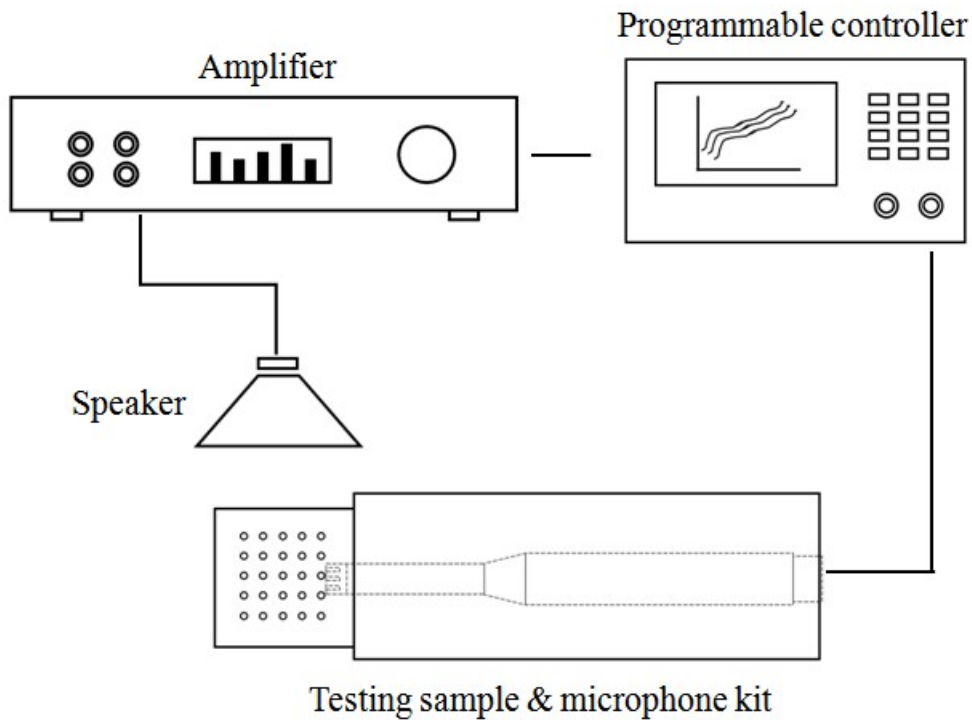 Programmable controller
Amplifier
Speaker
Testing sample & microphone kit